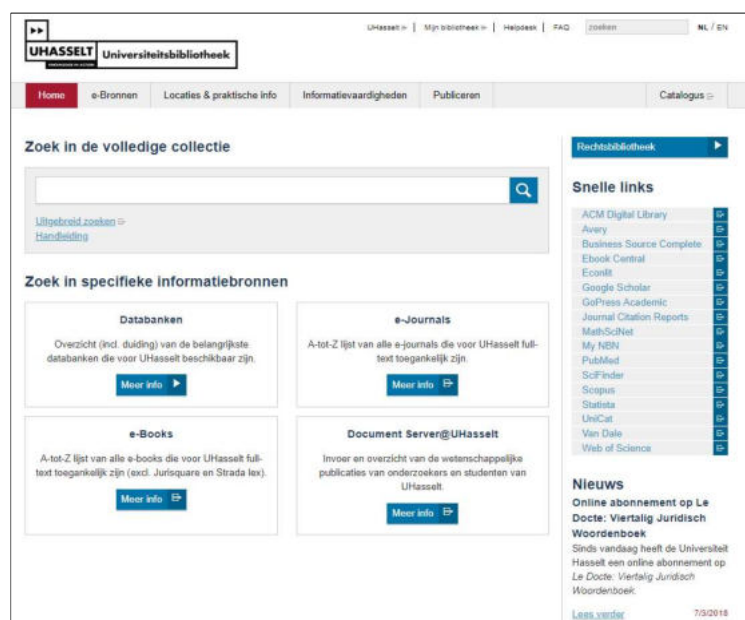 UHasselt | Mijn bibliotheek | Helpdesk | FAQ zoeken NL / EN
UHASSELT Universiteitsbibliotheek
Home e-Bronnen Locaties & praktische info Informatievaardigheden Publiceren Catalogus
Zoek in de volledige collectie
Uitgebreid zoeken
Handleiding
Zoek in specifieke informatiebronnen
Databanken
Overzicht (incl. duiding) van de belangrijkste
databanken die voor UHasselt beschikbaar zijn.
Meer info
e-Journals
A-tot-Z lijst van alle e-journals die voor UHasselt full-
text toegankelijk zijn.
Meer info
e-Books
A-tot-Z lijst van alle e-books die voor UHasselt full-
text toegankelijk zijn (excl. Jurisquare en Strada lex).
Meer info
Document Server@UHasselt
Invoer en overzicht van de wetenschappelijke
publicaties van onderzoekers en studenten van
UHasselt.
Meer info
Rechtsbibliotheek
Snelle links
ACM Digital Library
Avery
Business Source Complete
Ebook Central
Econlit
Google Scholar
GoPress Academic
Journal Citation Reports
MathSciNet
My NBN
PubMed
SciFinder
Scopus
Statista
UniCat
Van Dale
Web of Science
Nieuws
Online abonnement op Le
Docte: Viertalig Juridisch
Woordenboek
Sinds vandaag heeft de Universiteit
Hasselt een online abonnement op
Le Docte: Viertalig Juridisch
Woordenboek.
Lees verder 7/3/2018